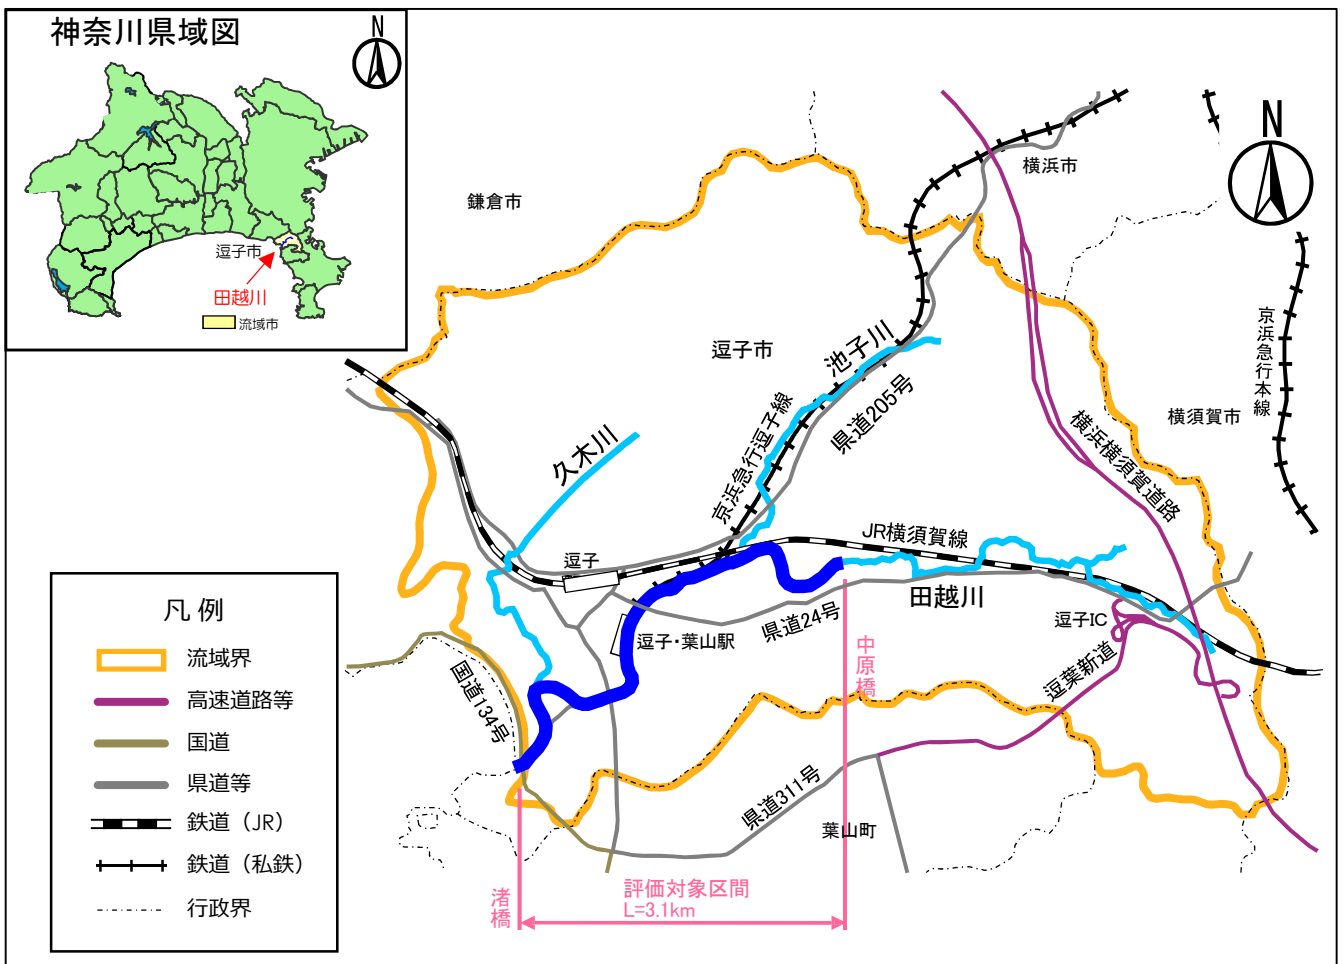 神奈川県域図
N
逗子市
田越川
流域市
N
鎌倉市
横浜市
逗子市
池子川
県道205号
京浜急行逗子線
京浜急行本線
横須賀市
横浜横須賀道路
久木川
JR横須賀線
逗子
田越川
逗子IC
県道24号
逗子・葉山駅
中原橋
逗葉新道
国道134号
県道311号
葉山町
渚橋
評価対象区間
L=3.1km
凡例
流域界
高速道路等
国道
県道等
鉄道（JR）
鉄道（私鉄）
行政界